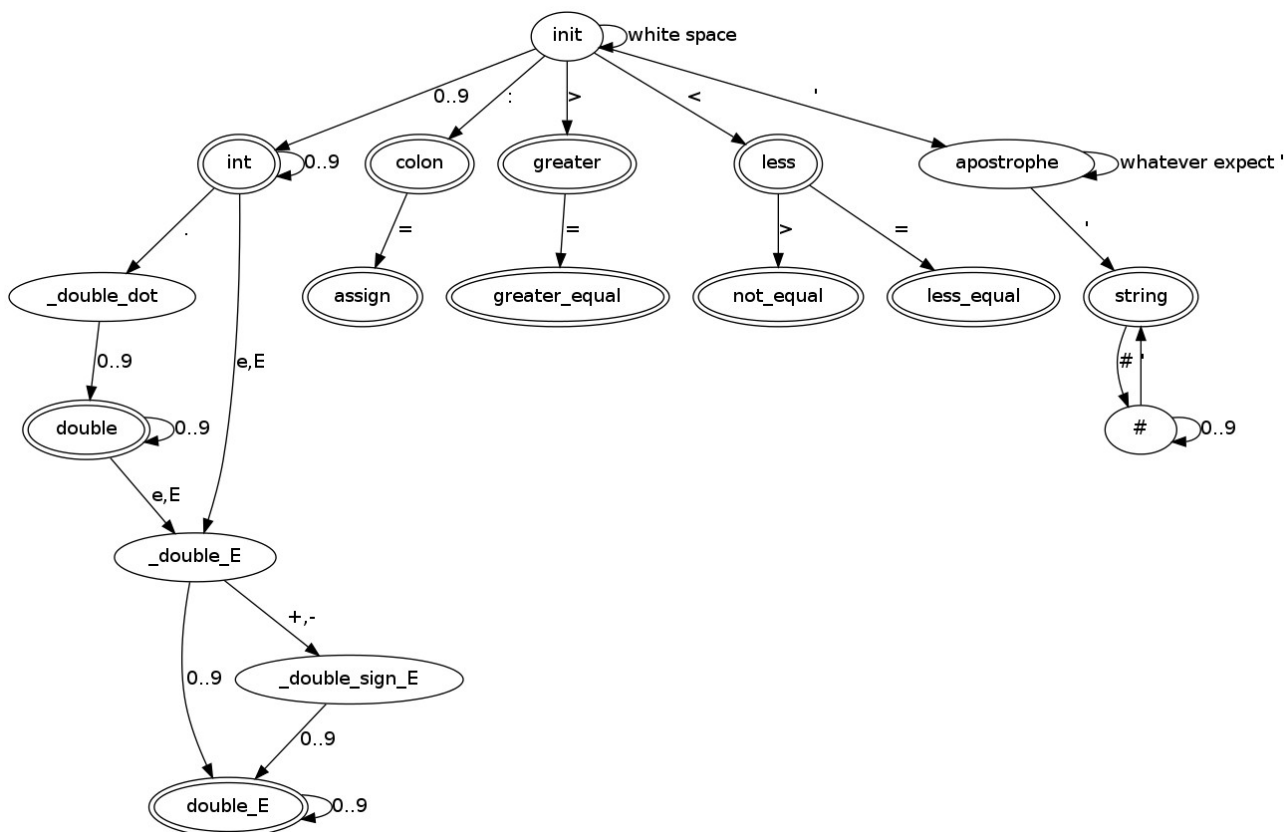 init
white space
0..9
:
>
<
'
int
0..9
colon
greater
less
apostrophe
whatever expect '
.
=
=
>
=
'
_double_dot
assign
greater_equal
not_equal
less_equal
string
0..9
e,E
#
'
double
0..9
#
0..9
e,E
_double_E
+,-
0..9
_double_sign_E
0..9
double_E
0..9